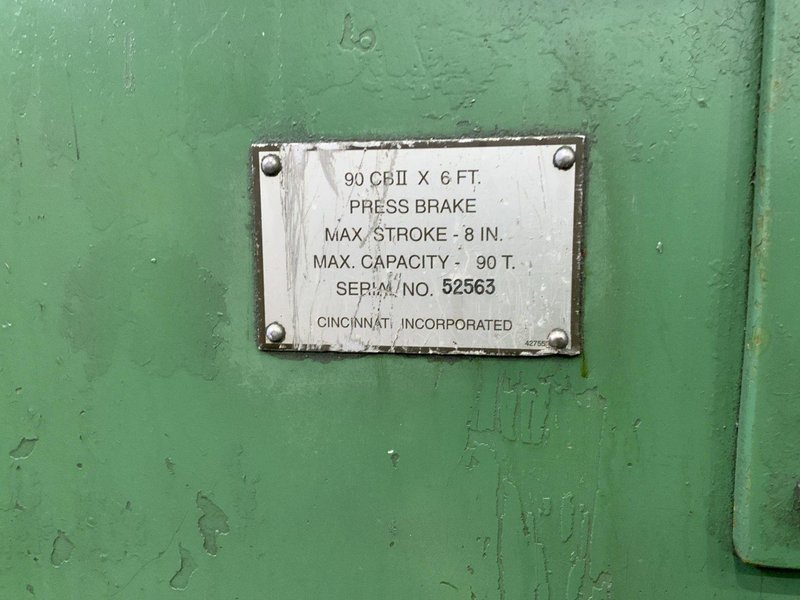 90 CBII X 6 FT.
PRESS BRAKE
MAX. STROKE - 8 IN.
MAX. CAPACITY - 90 T.
SERIAL NO. 52563
CINCINNATI INCORPORATED